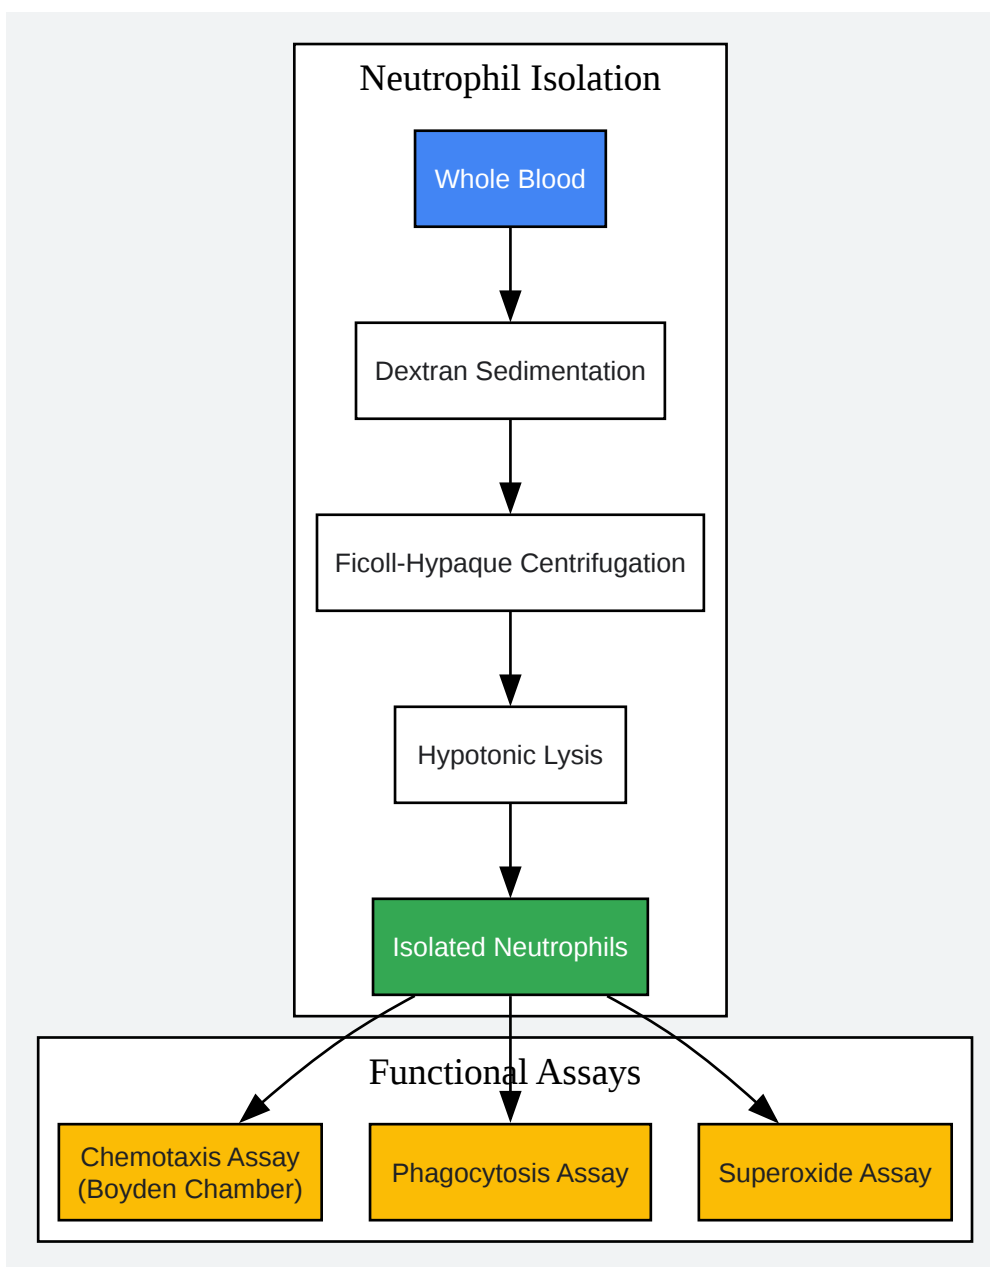 Neutrophil Isolation
Whole Blood
Dextran Sedimentation
Ficoll-Hypaque Centrifugation
Hypotonic Lysis
Isolated Neutrophils
Functional Assays
Chemotaxis Assay
(Boyden Chamber)
Phagocytosis Assay
Superoxide Assay